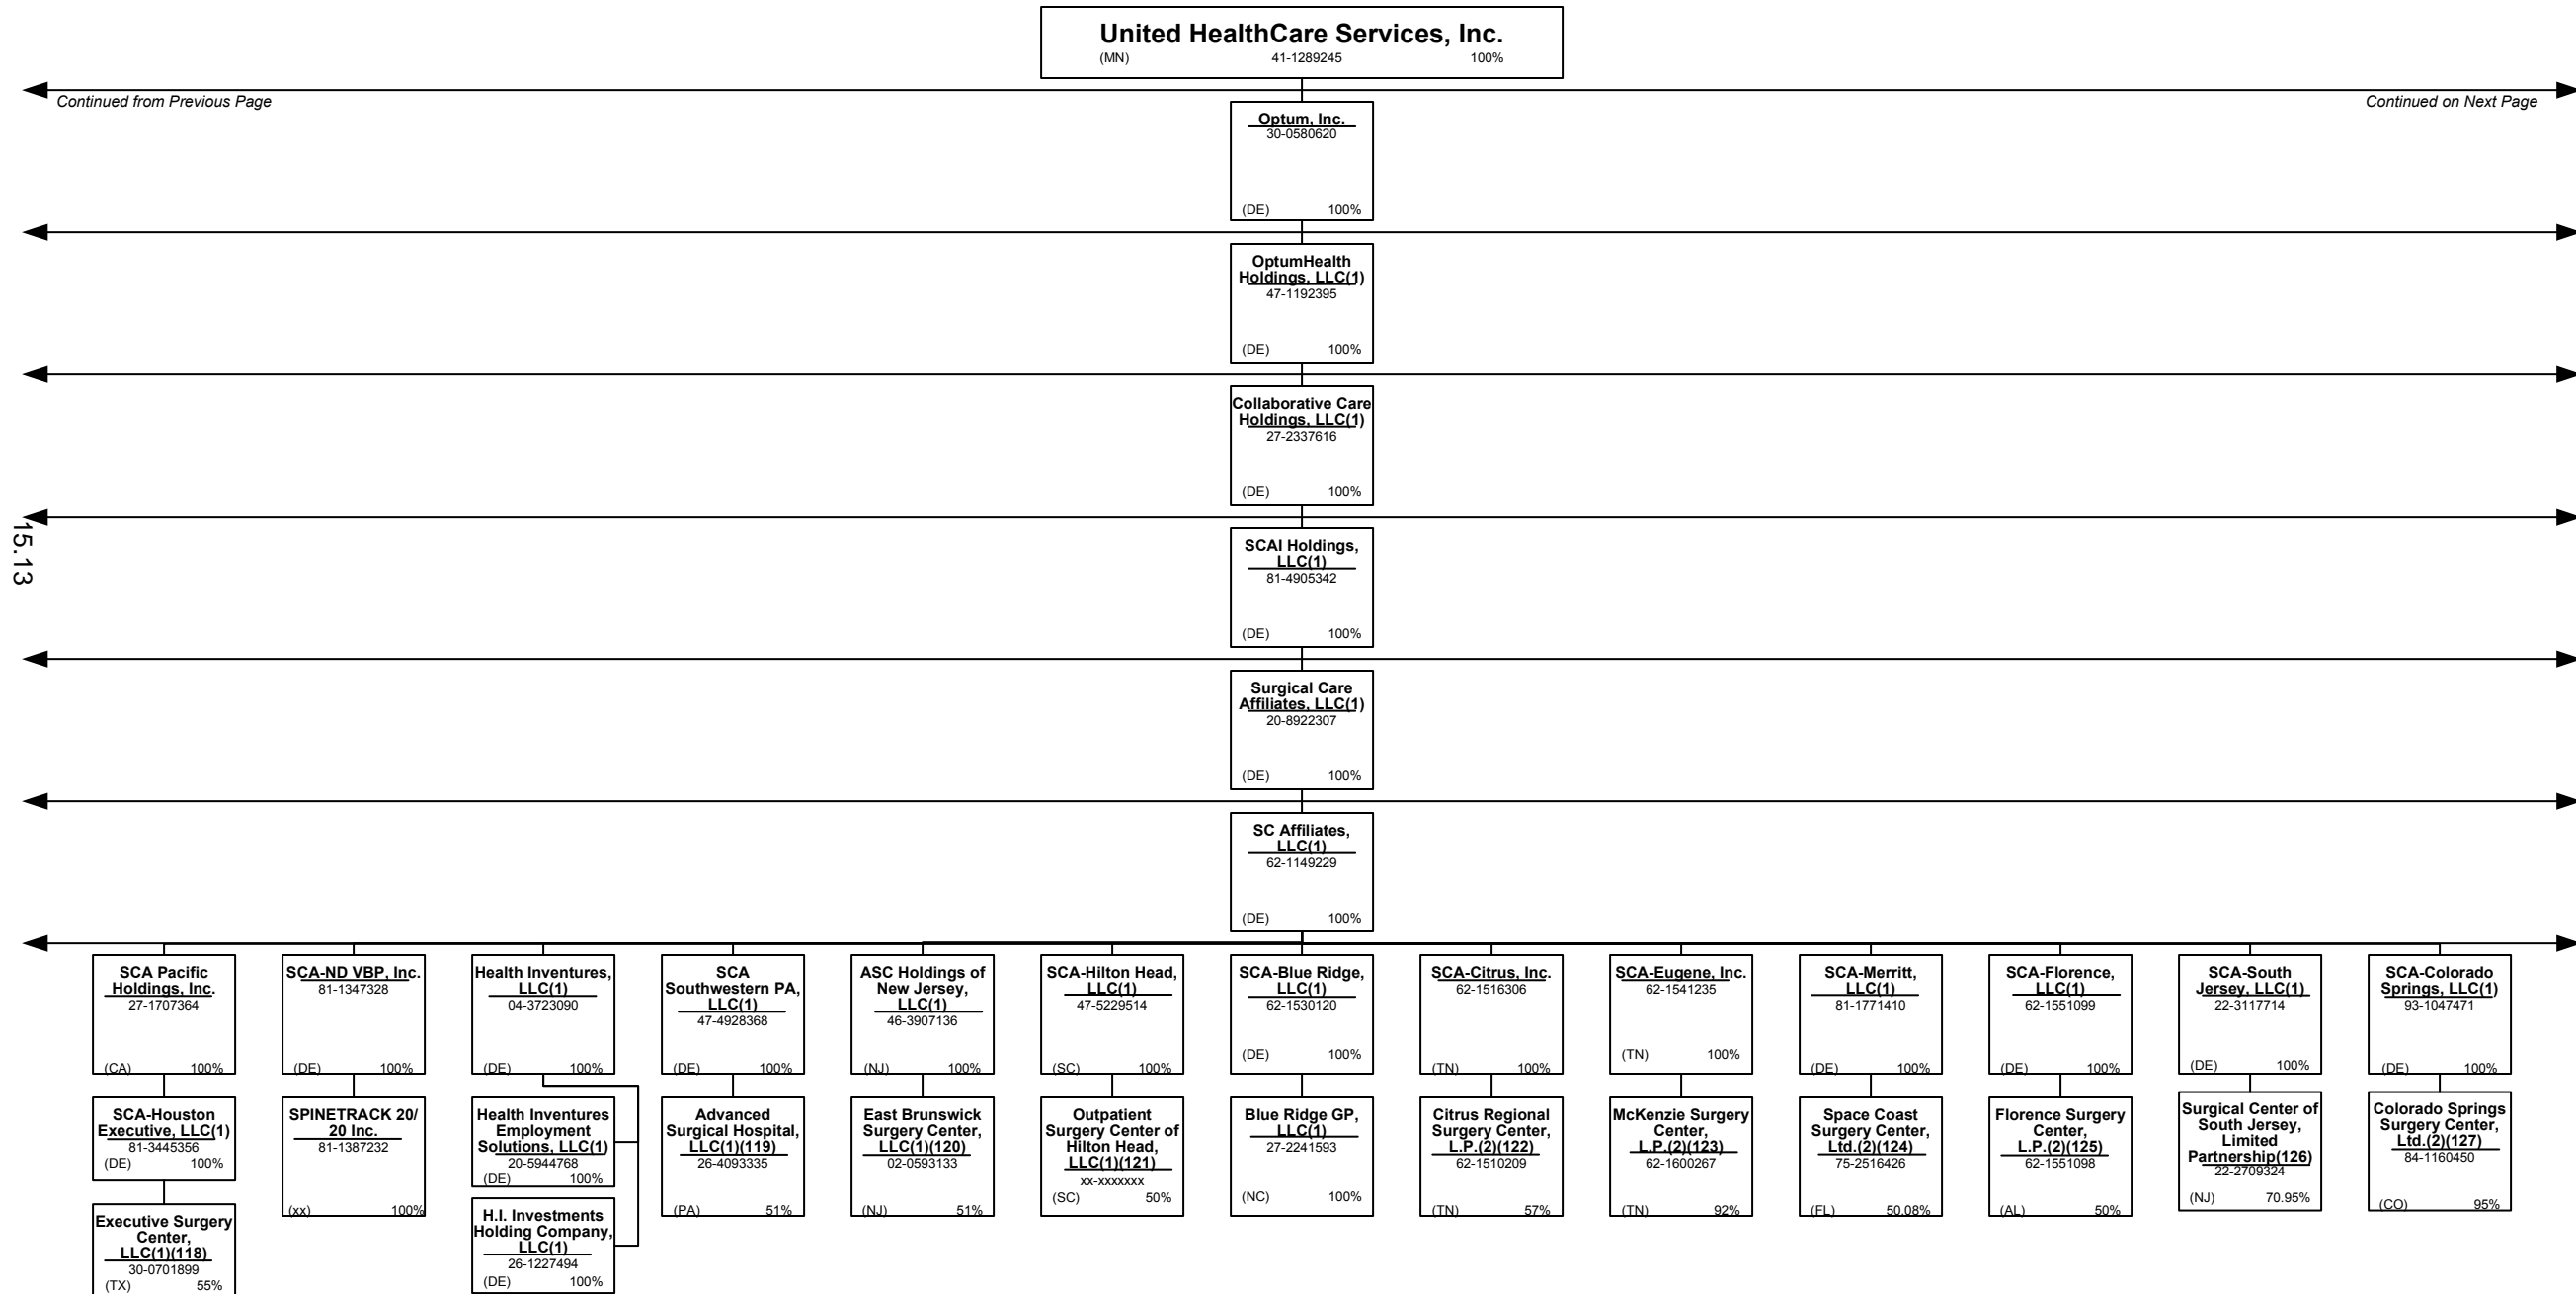 United HealthCare Services, Inc.
(MN) 41-1289245 100%
Continued from Previous Page
Continued on Next Page
Optum, Inc.
30-0580620
(DE) 100%
OptumHealth
Holdings, LLC(1)
47-1192395
(DE) 100%
Collaborative Care
Holdings, LLC(1)
27-2337616
(DE) 100%
15.13
SCAI Holdings,
LLC(1)
81-4905342
(DE) 100%
Surgical Care
Affiliates, LLC(1)
20-8922307
(DE) 100%
SC Affiliates,
LLC(1)
62-1149229
(DE) 100%
SCA Pacific
Holdings, Inc.
27-1707364
(CA) 100%
SCA-ND VBP, Inc.
81-1347328
(DE) 100%
Health Inventures,
LLC(1)
04-3723090
(DE) 100%
SCA
Southwestern PA,
LLC(1)
47-4928368
(DE) 100%
ASC Holdings of
New Jersey,
LLC(1)
46-3907136
(NJ) 100%
SCA-Hilton Head,
LLC(1)
47-5229514
(SC) 100%
SCA-Blue Ridge,
LLC(1)
62-1530120
(DE) 100%
SCA-Citrus, Inc.
62-1516306
(TN) 100%
SCA-Eugene, Inc.
62-1541235
(TN) 100%
SCA-Merritt,
LLC(1)
81-1771410
(DE) 100%
SCA-Florence,
LLC(1)
62-1551099
(DE) 100%
SCA-South
Jersey, LLC(1)
22-3117714
(DE) 100%
SCA-Colorado
Springs, LLC(1)
93-1047471
(DE) 100%
SCA-Houston
Executive, LLC(1)
81-3445356
(DE) 100%
SPINETRACK 20/
20 Inc.
81-1387232
(xx) 100%
Health Inventures
Employment
Solutions, LLC(1)
20-5944768
(DE) 100%
Advanced
Surgical Hospital,
LLC(1)(119)
26-4093335
(PA) 51%
East Brunswick
Surgery Center,
LLC(1)(120)
02-0593133
(NJ) 51%
Outpatient
Surgery Center of
Hilton Head,
LLC(1)(121)
xx-xxxxxxx
(SC) 50%
Blue Ridge GP,
LLC(1)
27-2241593
(NC) 100%
Citrus Regional
Surgery Center,
L.P.(2)(122)
62-1510209
(TN) 57%
McKenzie Surgery
Center,
L.P.(2)(123)
62-1600267
(TN) 92%
Space Coast
Surgery Center,
Ltd.(2)(124)
75-2516426
(FL) 50.08%
Florence Surgery
Center,
L.P.(2)(125)
62-1551098
(AL) 50%
Surgical Center of
South Jersey,
Limited
Partnership(126)
22-2709324
(NJ) 70.95%
Colorado Springs
Surgery Center,
Ltd.(2)(127)
84-1160450
(CO) 95%
Executive Surgery
Center,
LLC(1)(118)
30-0701899
(TX) 55%
H.I. Investments
Holding Company,
LLC(1)
26-1227494
(DE) 100%